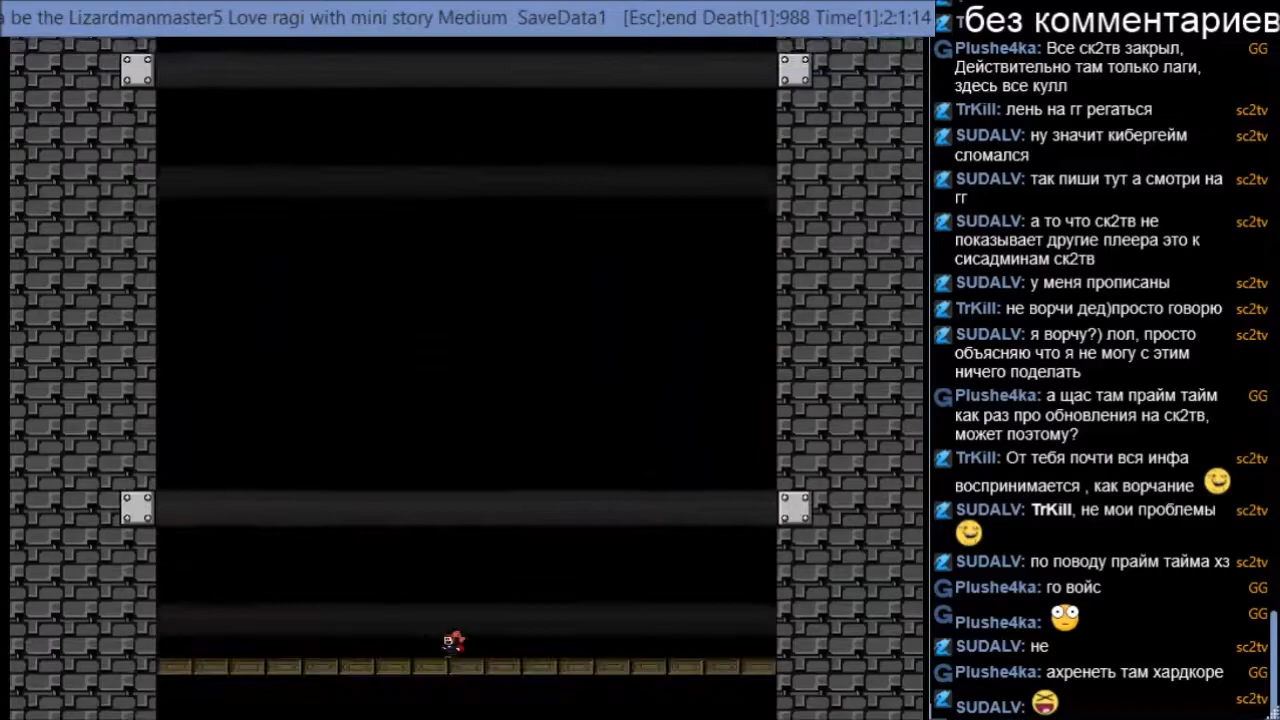 a be the Lizardmanmaster5 Love ragi with mini story Medium SaveData1 [Esc]:end Death[1]:988 Time[1]:2:1:14
без комментариев
Plushe4ka: Все ск2тв закрыл, GG
Действительно там только лаги,
здесь все кулл
TrKill: лень на гг регаться sc2tv
SUDALV: ну значит кибергейм sc2tv
сломался
SUDALV: так пиши тут а смотри на sc2tv
гг
SUDALV: а то что ск2тв не sc2tv
показывает другие плеера это к
сисадминам ск2тв
SUDALV: у меня прописаны sc2tv
TrKill: не ворчи дед)просто говорю sc2tv
SUDALV: я ворчу?) лол, просто sc2tv
объясняю что я не могу с этим
ничего поделать
Plushe4ka: а щас там прайм тайм GG
как раз про обновления на ск2тв,
может поэтому?
TrKill: От тебя почти вся инфа sc2tv
воспринимается , как ворчание
SUDALV: TrKill, не мои проблемы sc2tv
SUDALV: по поводу прайм тайма хз sc2tv
Plushe4ka: го войс GG
Plushe4ka: GG
SUDALV: не sc2tv
Plushe4ka: ахренеть там хардкоре GG
SUDALV: sc2tv